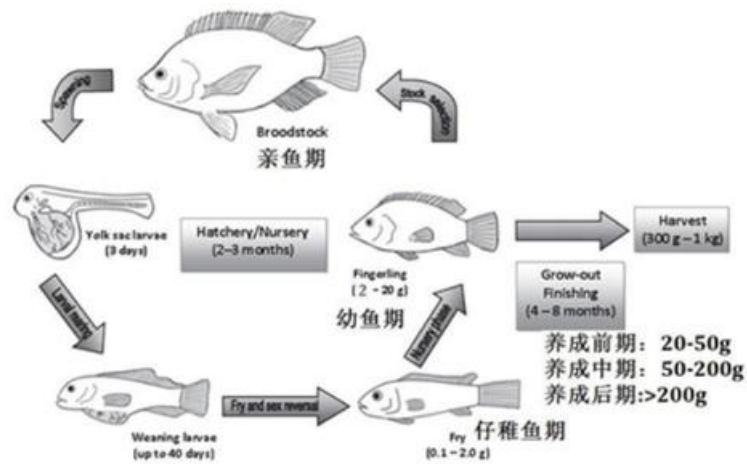 Spawning
Stock selection
Broodstock
亲鱼期
Yolk sac larvae
(3 days)
Hatchery/Nursery
(2–3 months)
Fingerling
(2 –20 g)
幼鱼期
Harvest
(300 g – 1 kg)
Grow-out
Finishing
(4 – 8 months)
Larval rearing
Nursery phase
养成前期：20-50g
养成中期：50-200g
养成后期:>200g
Fry and sex reversal
Weaning larvae
(up to 40 days)
Fry 仔稚鱼期
(0.1 – 2.0 g)